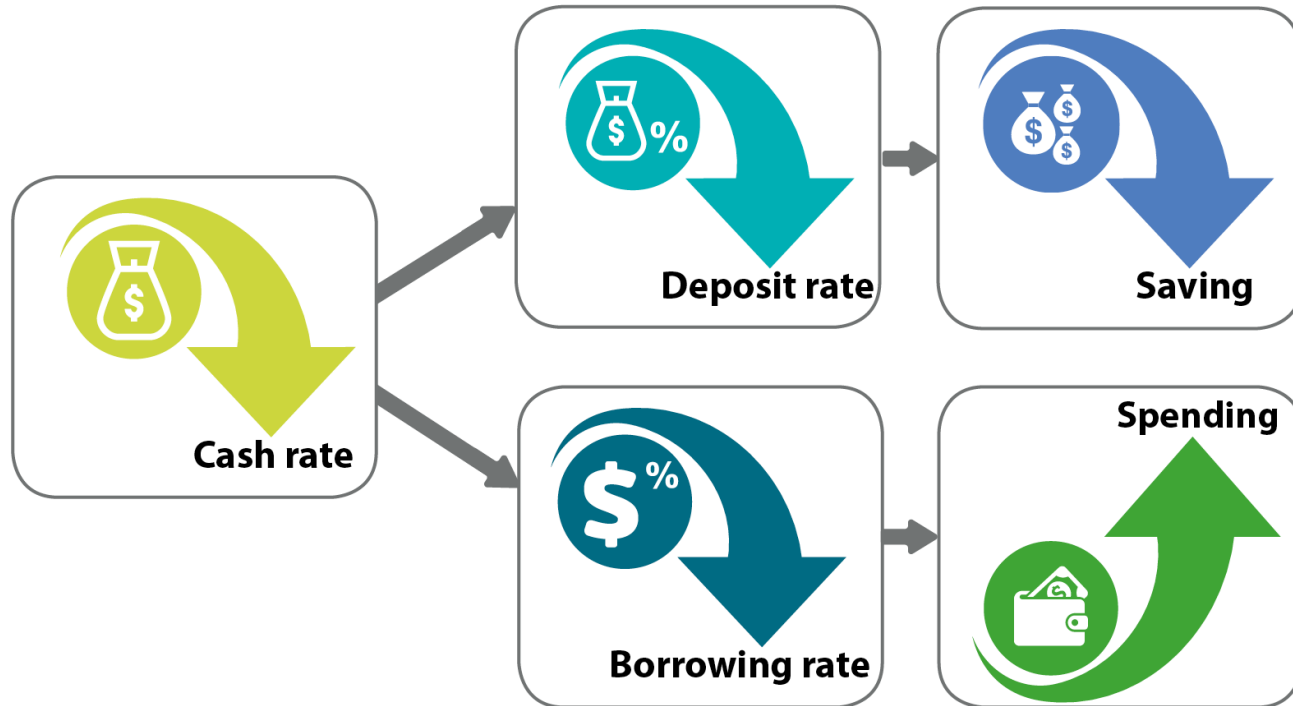 $
%
$
$
$
Deposit rate
Saving
$
Cash rate
Spending
$
%
$
Borrowing rate